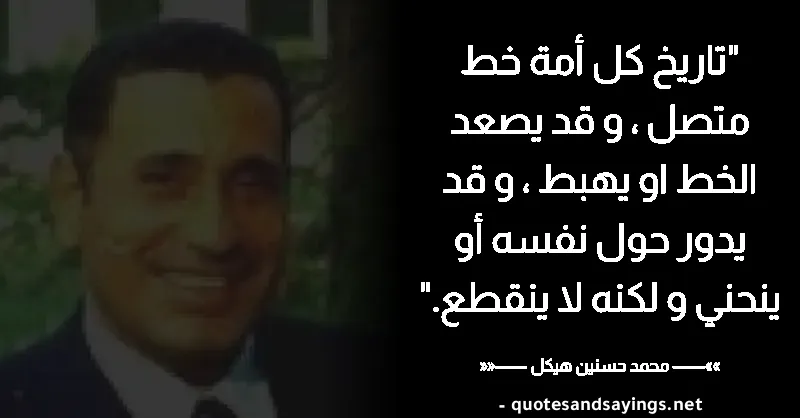 "تاريخ كل أمة خط
متصل ، و قد يصعد
الخط او يهبط ، و قد
يدور حول نفسه أو
ينحني و لكنه لا ينقطع."
»»—— محمد حسنين هيكل ——««
- quotesandsayings.net